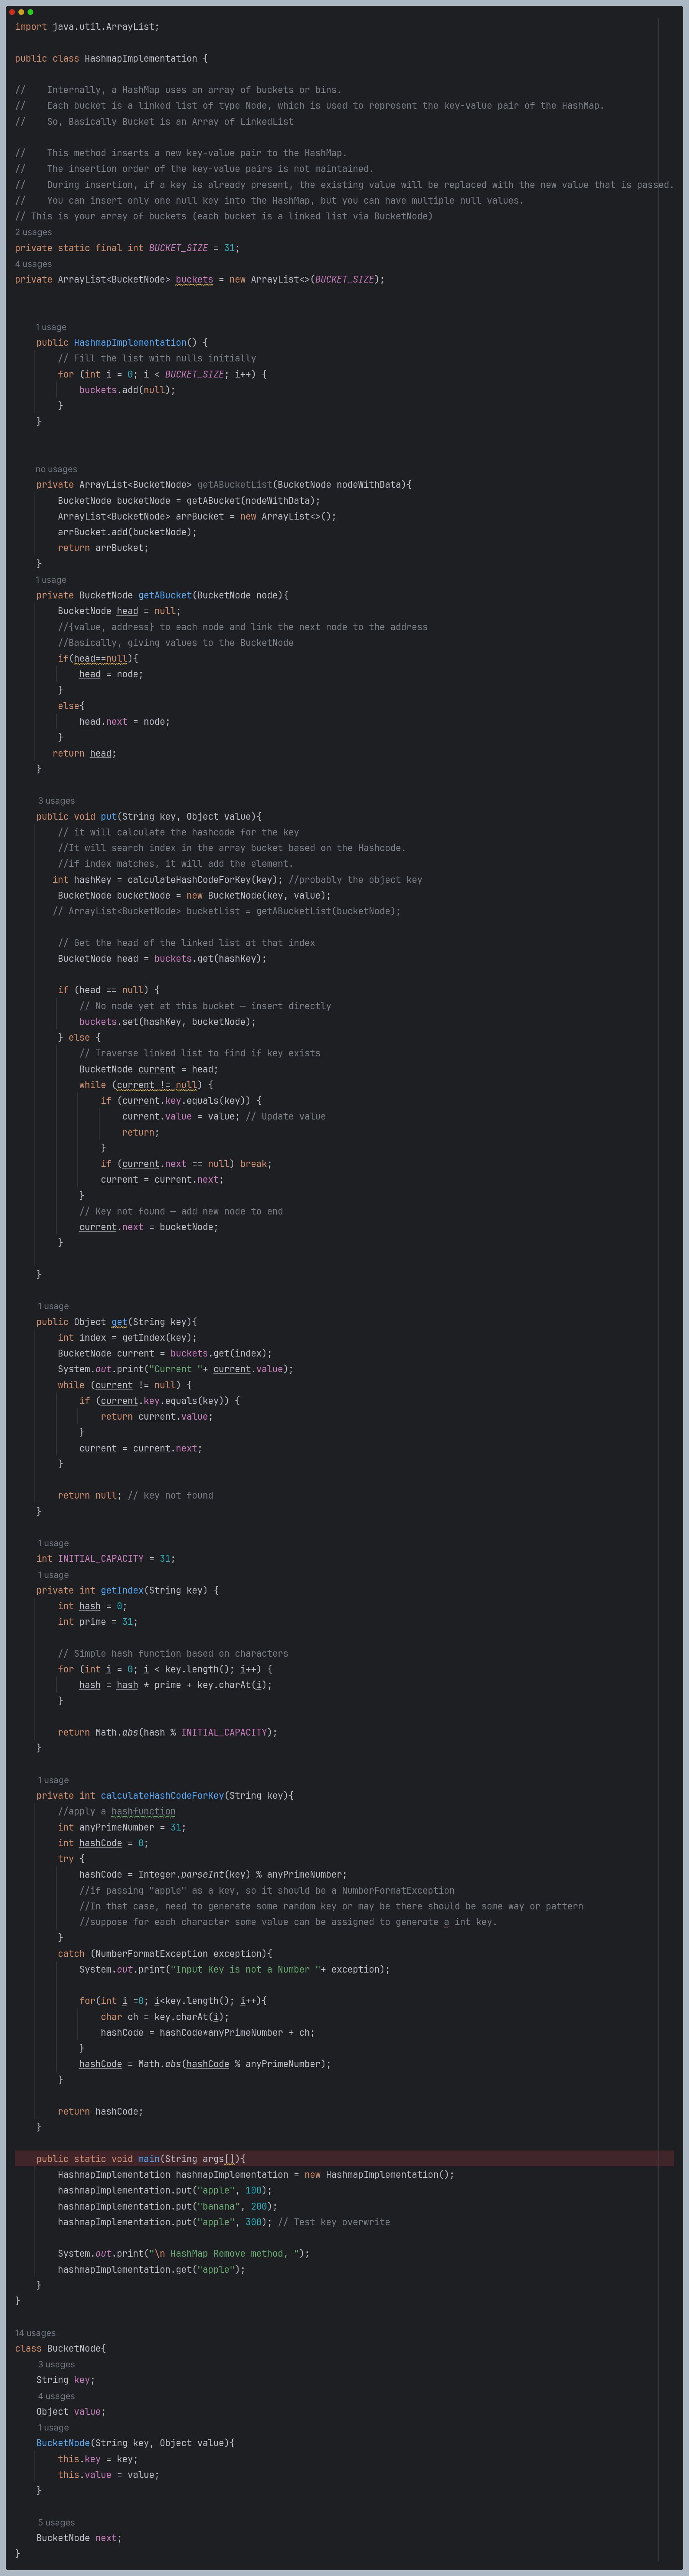 import java.util.ArrayList;
public class HashmapImplementation {
//    Internally, a HashMap uses an array of buckets or bins.
//    Each bucket is a linked list of type Node, which is used to represent the key-value pair of the HashMap.
//    So, Basically Bucket is an Array of LinkedList
//    This method inserts a new key-value pair to the HashMap.
//    The insertion order of the key-value pairs is not maintained.
//    During insertion, if a key is already present, the existing value will be replaced with the new value that is passed.
//    You can insert only one null key into the HashMap, but you can have multiple null values.
// This is your array of buckets (each bucket is a linked list via BucketNode)
2 usages
private static final int BUCKET_SIZE = 31;
4 usages
private ArrayList<BucketNode> buckets = new ArrayList<>(BUCKET_SIZE);
1 usage
    public HashmapImplementation() {
        // Fill the list with nulls initially
        for (int i = 0; i < BUCKET_SIZE; i++) {
            buckets.add(null);
        }
    }
no usages
    private ArrayList<BucketNode> getABucketList(BucketNode nodeWithData){
        BucketNode bucketNode = getABucket(nodeWithData);
        ArrayList<BucketNode> arrBucket = new ArrayList<>();
        arrBucket.add(bucketNode);
        return arrBucket;
    }
1 usage
    private BucketNode getABucket(BucketNode node){
        BucketNode head = null;
        //{value, address} to each node and link the next node to the address
        //Basically, giving values to the BucketNode
        if(head==null){
            head = node;
        }
        else{
            head.next = node;
        }
       return head;
    }
3 usages
    public void put(String key, Object value){
        // it will calculate the hashcode for the key
        //It will search index in the array bucket based on the Hashcode.
        //if index matches, it will add the element.
       int hashKey = calculateHashCodeForKey(key); //probably the object key
        BucketNode bucketNode = new BucketNode(key, value);
       // ArrayList<BucketNode> bucketList = getABucketList(bucketNode);
        // Get the head of the linked list at that index
        BucketNode head = buckets.get(hashKey);
        if (head == null) {
            // No node yet at this bucket — insert directly
            buckets.set(hashKey, bucketNode);
        } else {
            // Traverse linked list to find if key exists
            BucketNode current = head;
            while (current != null) {
                if (current.key.equals(key)) {
                    current.value = value; // Update value
                    return;
                }
                if (current.next == null) break;
                current = current.next;
            }
            // Key not found — add new node to end
            current.next = bucketNode;
        }
    }
1 usage
    public Object get(String key){
        int index = getIndex(key);
        BucketNode current = buckets.get(index);
        System.out.print("Current "+ current.value);
        while (current != null) {
            if (current.key.equals(key)) {
                return current.value;
            }
            current = current.next;
        }
        return null; // key not found
    }
1 usage
    int INITIAL_CAPACITY = 31;
1 usage
    private int getIndex(String key) {
        int hash = 0;
        int prime = 31;
        // Simple hash function based on characters
        for (int i = 0; i < key.length(); i++) {
            hash = hash * prime + key.charAt(i);
        }
        return Math.abs(hash % INITIAL_CAPACITY);
    }
1 usage
    private int calculateHashCodeForKey(String key){
        //apply a hashfunction
        int anyPrimeNumber = 31;
        int hashCode = 0;
        try {
            hashCode = Integer.parseInt(key) % anyPrimeNumber;
            //if passing "apple" as a key, so it should be a NumberFormatException
            //In that case, need to generate some random key or may be there should be some way or pattern
            //suppose for each character some value can be assigned to generate a int key.
        }
        catch (NumberFormatException exception){
            System.out.print("Input Key is not a Number "+ exception);
            for(int i =0; i<key.length(); i++){
                char ch = key.charAt(i);
                hashCode = hashCode*anyPrimeNumber + ch;
            }
            hashCode = Math.abs(hashCode % anyPrimeNumber);
        }
        return hashCode;
    }
    public static void main(String args[]){
        HashmapImplementation hashmapImplementation = new HashmapImplementation();
        hashmapImplementation.put("apple", 100);
        hashmapImplementation.put("banana", 200);
        hashmapImplementation.put("apple", 300); // Test key overwrite
        System.out.print("\n HashMap Remove method, ");
        hashmapImplementation.get("apple");
    }
}
14 usages
class BucketNode{
3 usages
    String key;
4 usages
    Object value;
1 usage
    BucketNode(String key, Object value){
        this.key = key;
        this.value = value;
    }
5 usages
    BucketNode next;
}